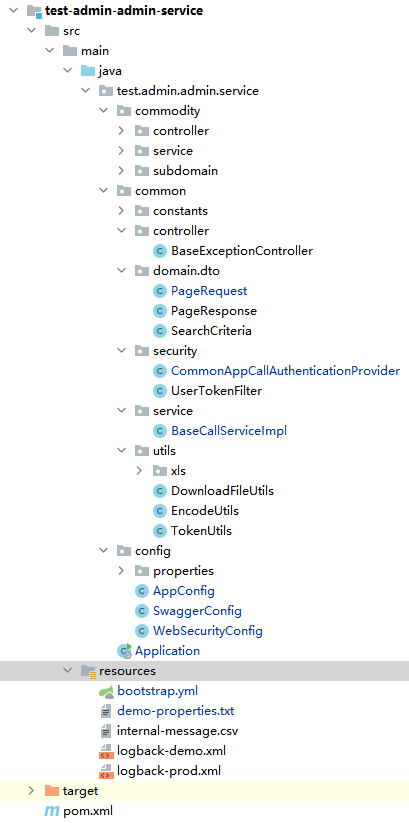 test-admin-admin-service
src
main
java
test.admin.admin.service
commodity
controller
service
subdomain
common
constants
controller
BaseExceptionController
domain.dto
PageRequest
PageResponse
SearchCriteria
security
CommonAppCallAuthenticationProvider
UserTokenFilter
service
BaseCallServiceImpl
utils
xls
DownloadFileUtils
EncodeUtils
TokenUtils
config
properties
AppConfig
SwaggerConfig
WebSecurityConfig
Application
resources
bootstrap.yml
demo-properties.txt
internal-message.csv
logback-demo.xml
logback-prod.xml
target
pom.xml